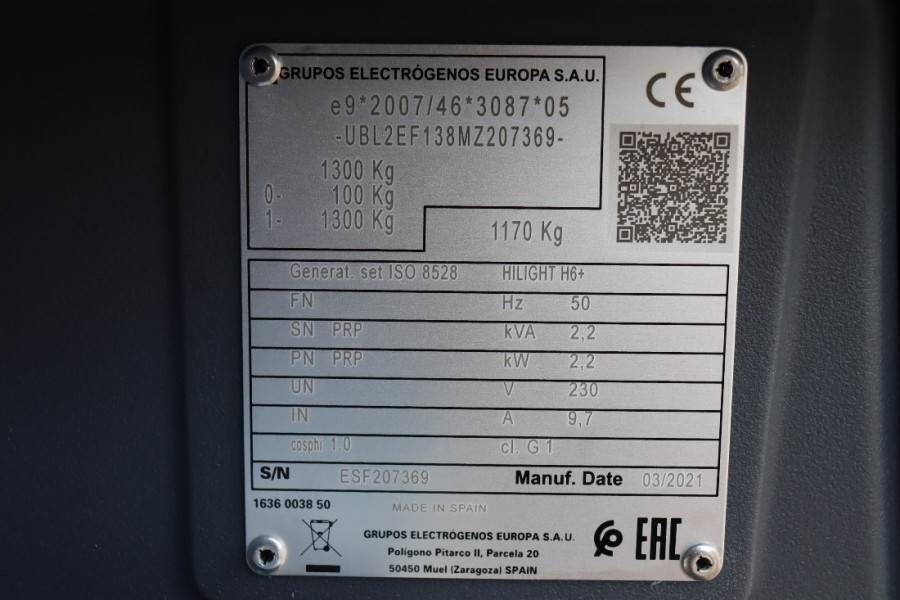 GRUPOS ELECTRÓGENOS EUROPA S.A.U.
e9*2007/46*3087*05
-UBL2EF138MZ207369-
1300 Kg
0- 100 Kg
1- 1300 Kg
1170 Kg
CE
Generat. set ISO 8528 HILIGHT H6+
FN Hz 50
SN PRP kVA 2,2
PN PRP kW 2,2
UN V 230
IN A 9,7
cosphi 1,0 cl. G 1
S/N ESF207369 Manuf. Date 03/2021
1636 0038 50 MADE IN SPAIN
GRUPOS ELECTRÓGENOS EUROPA S.A.U.
Polígono Pitarco II, Parcela 20
50450 Muel (Zaragoza) SPAIN
EAC